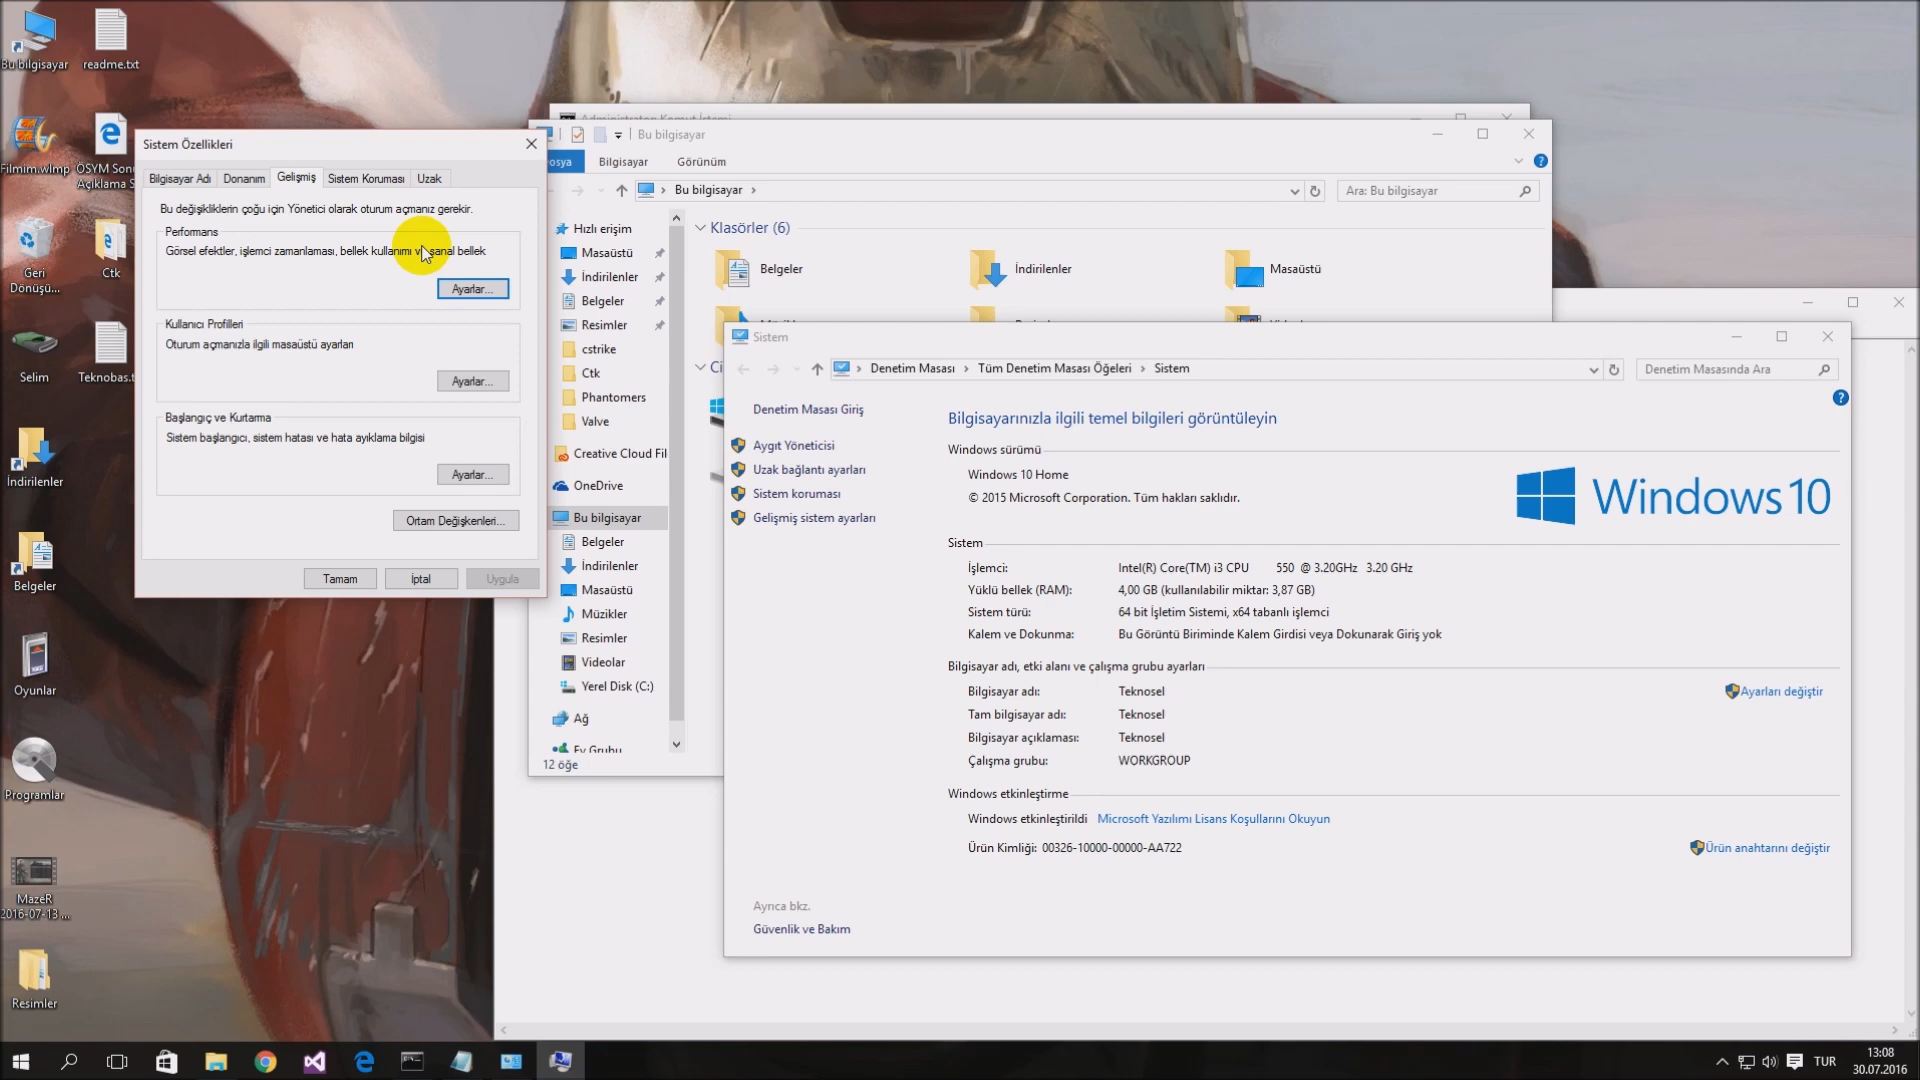 Bu bilgisayar
readme.txt
Filmim.wlmp
ÖSYM Sonu
Açıklama S
Geri
Dönüşü...
Ctk
Selim
Teknobas.t
İndirilenler
Belgeler
Oyunlar
Programlar
MazeR
2016-07-13 ...
Resimler
Sistem Özellikleri
Bilgisayar Adı
Donanım
Gelişmiş
Sistem Koruması
Uzak
Bu değişikliklerin çoğu için Yönetici olarak oturum açmanız gerekir.
Performans
Görsel efektler, işlemci zamanlaması, bellek kullanımı ve sanal bellek
Ayarlar...
Kullanıcı Profilleri
Oturum açmanızla ilgili masaüstü ayarları
Ayarlar...
Başlangıç ve Kurtarma
Sistem başlangıcı, sistem hatası ve hata ayıklama bilgisi
Ayarlar...
Ortam Değişkenleri...
Tamam
İptal
Uygula
Bu bilgisayar
osya
Bilgisayar
Görünüm
Bu bilgisayar
Ara: Bu bilgisayar
Hızlı erişim
Masaüstü
İndirilenler
Belgeler
Resimler
cstrike
Ctk
Phantomers
Valve
Creative Cloud Fil
OneDrive
Bu bilgisayar
Belgeler
İndirilenler
Masaüstü
Müzikler
Resimler
Videolar
Yerel Disk (C:)
Ağ
Ev Grubu
12 öğe
Klasörler (6)
Belgeler
İndirilenler
Masaüstü
Ci
Sistem
Denetim Masası
Tüm Denetim Masası Öğeleri
Sistem
Denetim Masasında Ara
Denetim Masası Giriş
Aygıt Yöneticisi
Uzak bağlantı ayarları
Sistem koruması
Gelişmiş sistem ayarları
Ayrıca bkz.
Güvenlik ve Bakım
Bilgisayarınızla ilgili temel bilgileri görüntüleyin
Windows sürümü
Windows 10 Home
© 2015 Microsoft Corporation. Tüm hakları saklıdır.
Windows 10
Sistem
İşlemci: Intel(R) Core(TM) i3 CPU 550 @ 3.20GHz 3.20 GHz
Yüklü bellek (RAM): 4,00 GB (kullanılabilir miktar: 3,87 GB)
Sistem türü: 64 bit İşletim Sistemi, x64 tabanlı işlemci
Kalem ve Dokunma: Bu Görüntü Biriminde Kalem Girdisi veya Dokunarak Giriş yok
Bilgisayar adı, etki alanı ve çalışma grubu ayarları
Bilgisayar adı: Teknosel
Ayarları değiştir
Tam bilgisayar adı: Teknosel
Bilgisayar açıklaması: Teknosel
Çalışma grubu: WORKGROUP
Windows etkinleştirme
Windows etkinleştirildi Microsoft Yazılımı Lisans Koşullarını Okuyun
Ürün Kimliği: 00326-10000-00000-AA722
Ürün anahtarını değiştir
TUR
13:08
30.07.2016